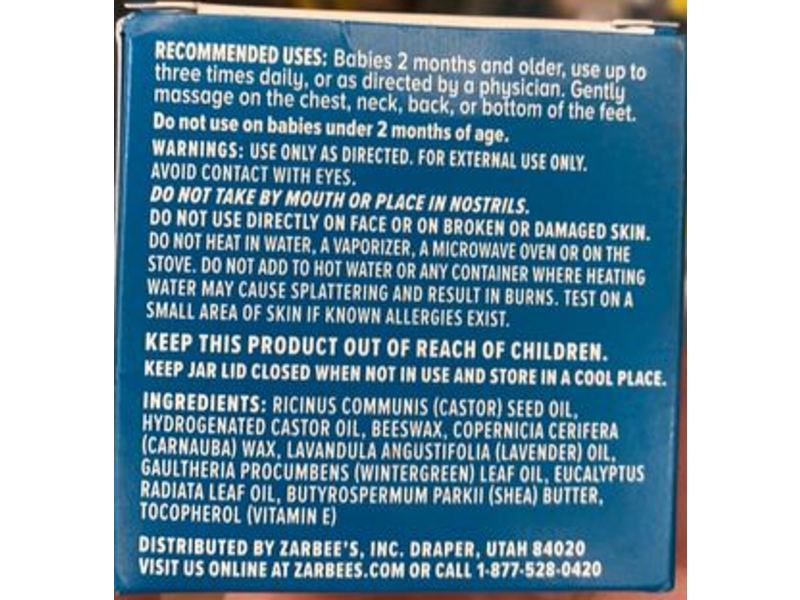 RECOMMENDED USES: Babies 2 months and older, use up to
three times daily, or as directed by a physician. Gently
massage on the chest, neck, back, or bottom of the feet.
Do not use on babies under 2 months of age.
WARNINGS: USE ONLY AS DIRECTED. FOR EXTERNAL USE ONLY.
AVOID CONTACT WITH EYES.
DO NOT TAKE BY MOUTH OR PLACE IN NOSTRILS.
DO NOT USE DIRECTLY ON FACE OR ON BROKEN OR DAMAGED SKIN.
DO NOT HEAT IN WATER, A VAPORIZER, A MICROWAVE OVEN OR ON THE
STOVE. DO NOT ADD TO HOT WATER OR ANY CONTAINER WHERE HEATING
WATER MAY CAUSE SPLATTERING AND RESULT IN BURNS. TEST ON A
SMALL AREA OF SKIN IF KNOWN ALLERGIES EXIST.
KEEP THIS PRODUCT OUT OF REACH OF CHILDREN.
KEEP JAR LID CLOSED WHEN NOT IN USE AND STORE IN A COOL PLACE.
INGREDIENTS: RICINUS COMMUNIS (CASTOR) SEED OIL,
HYDROGENATED CASTOR OIL, BEESWAX, COPERNICIA CERIFERA
(CARNAUBA) WAX, LAVANDULA ANGUSTIFOLIA (LAVENDER) OIL,
GAULTHERIA PROCUMBENS (WINTERGREEN) LEAF OIL, EUCALYPTUS
RADIATA LEAF OIL, BUTYROSPERMUM PARKII (SHEA) BUTTER,
TOCOPHEROL (VITAMIN E)
DISTRIBUTED BY ZARBEE'S, INC. DRAPER, UTAH 84020
VISIT US ONLINE AT ZARBEES.COM OR CALL 1-877-528-0420